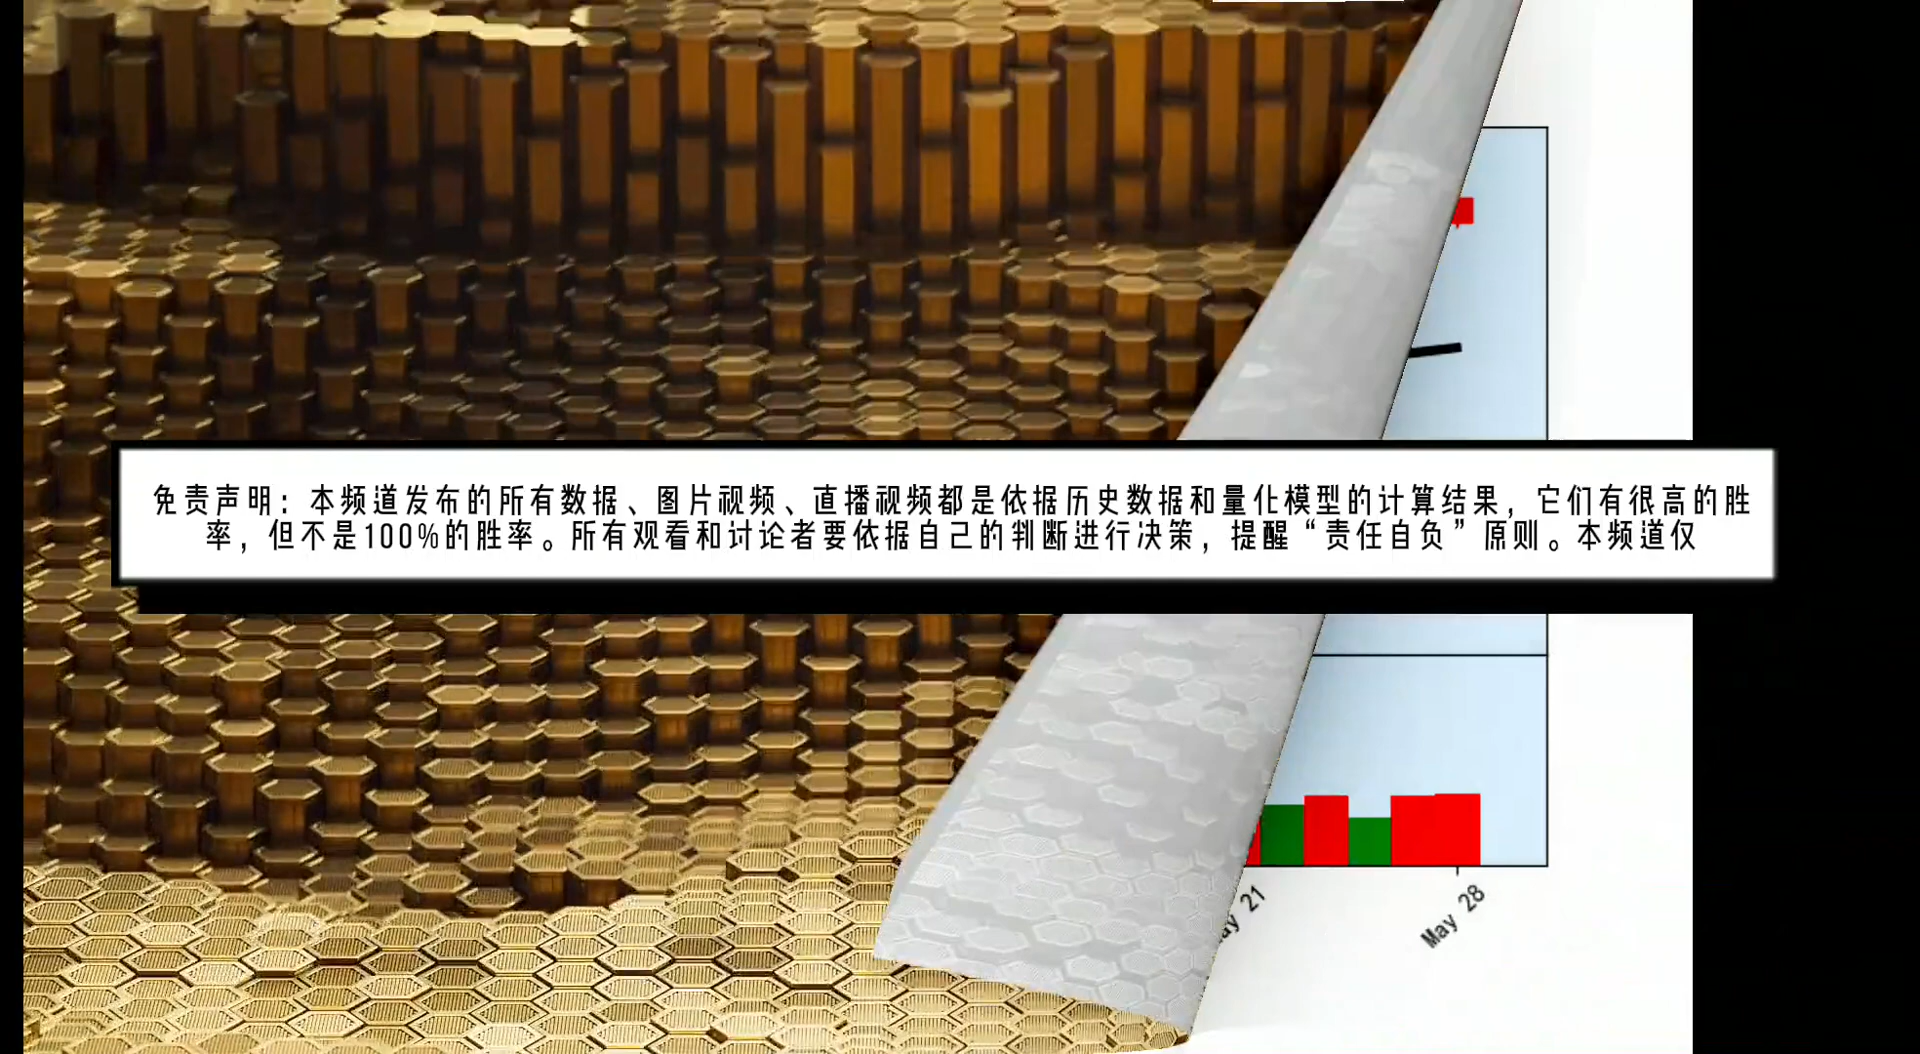 免责声明：本频道发布的所有数据、图片视频、直播视频都是依据历史数据和量化模型的计算结果，它们有很高的胜
率，但不是100%的胜率。所有观看和讨论者要依据自己的判断进行决策，提醒“责任自负”原则。本频道仅
ay 21
May 28